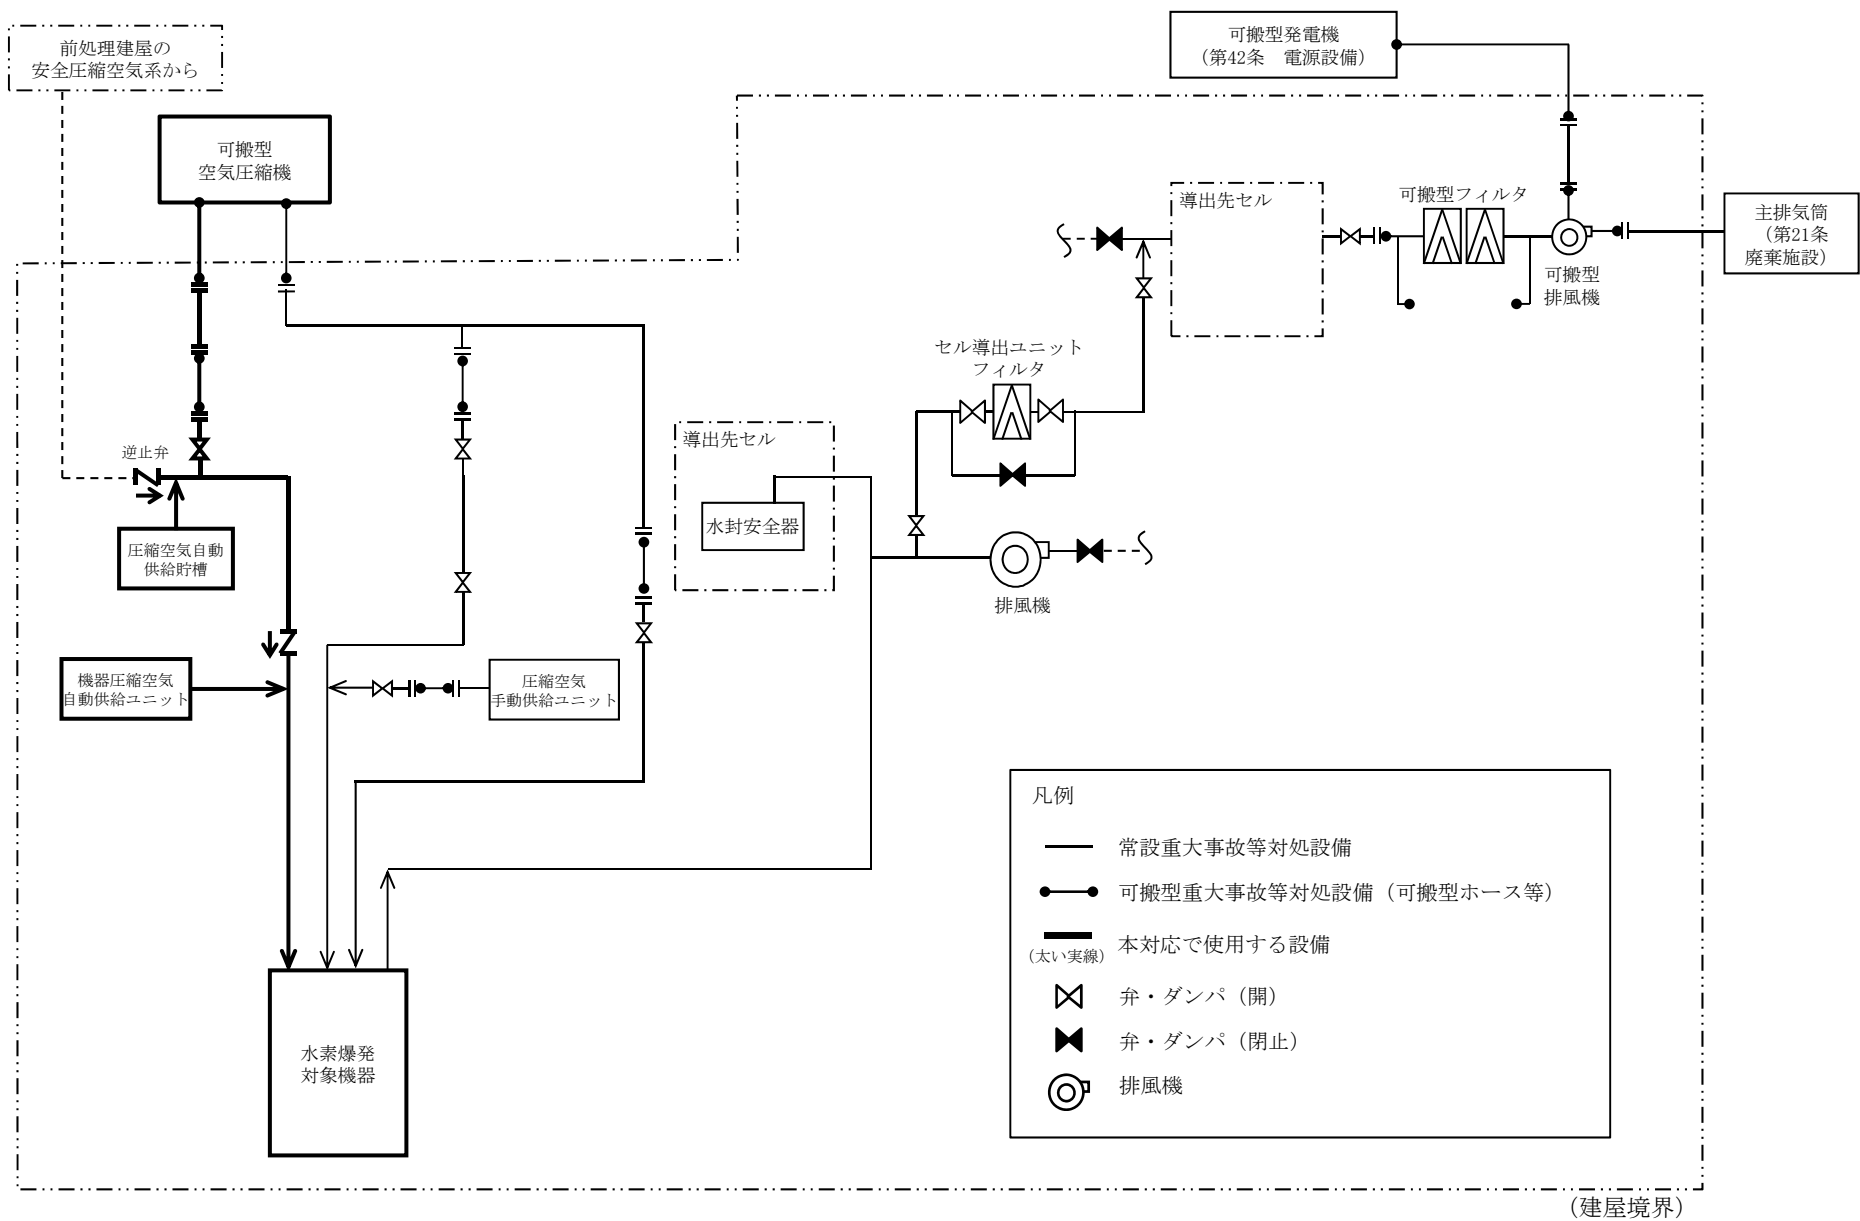 前処理建屋の
安全圧縮空気系から
可搬型発電機
（第42条　電源設備）
可搬型
空気圧縮機
導出先セル
可搬型フィルタ
主排気筒
（第21条
廃棄施設）
可搬型
排風機
セル導出ユニット
フィルタ
導出先セル
逆止弁
水封安全器
圧縮空気自動
供給貯槽
排風機
機器圧縮空気
自動供給ユニット
圧縮空気
手動供給ユニット
凡例
常設重大事故等対処設備
可搬型重大事故等対処設備（可搬型ホース等）
本対応で使用する設備
（太い実線）
弁・ダンパ（開）
弁・ダンパ（閉止）
排風機
水素爆発
対象機器
（建屋境界）